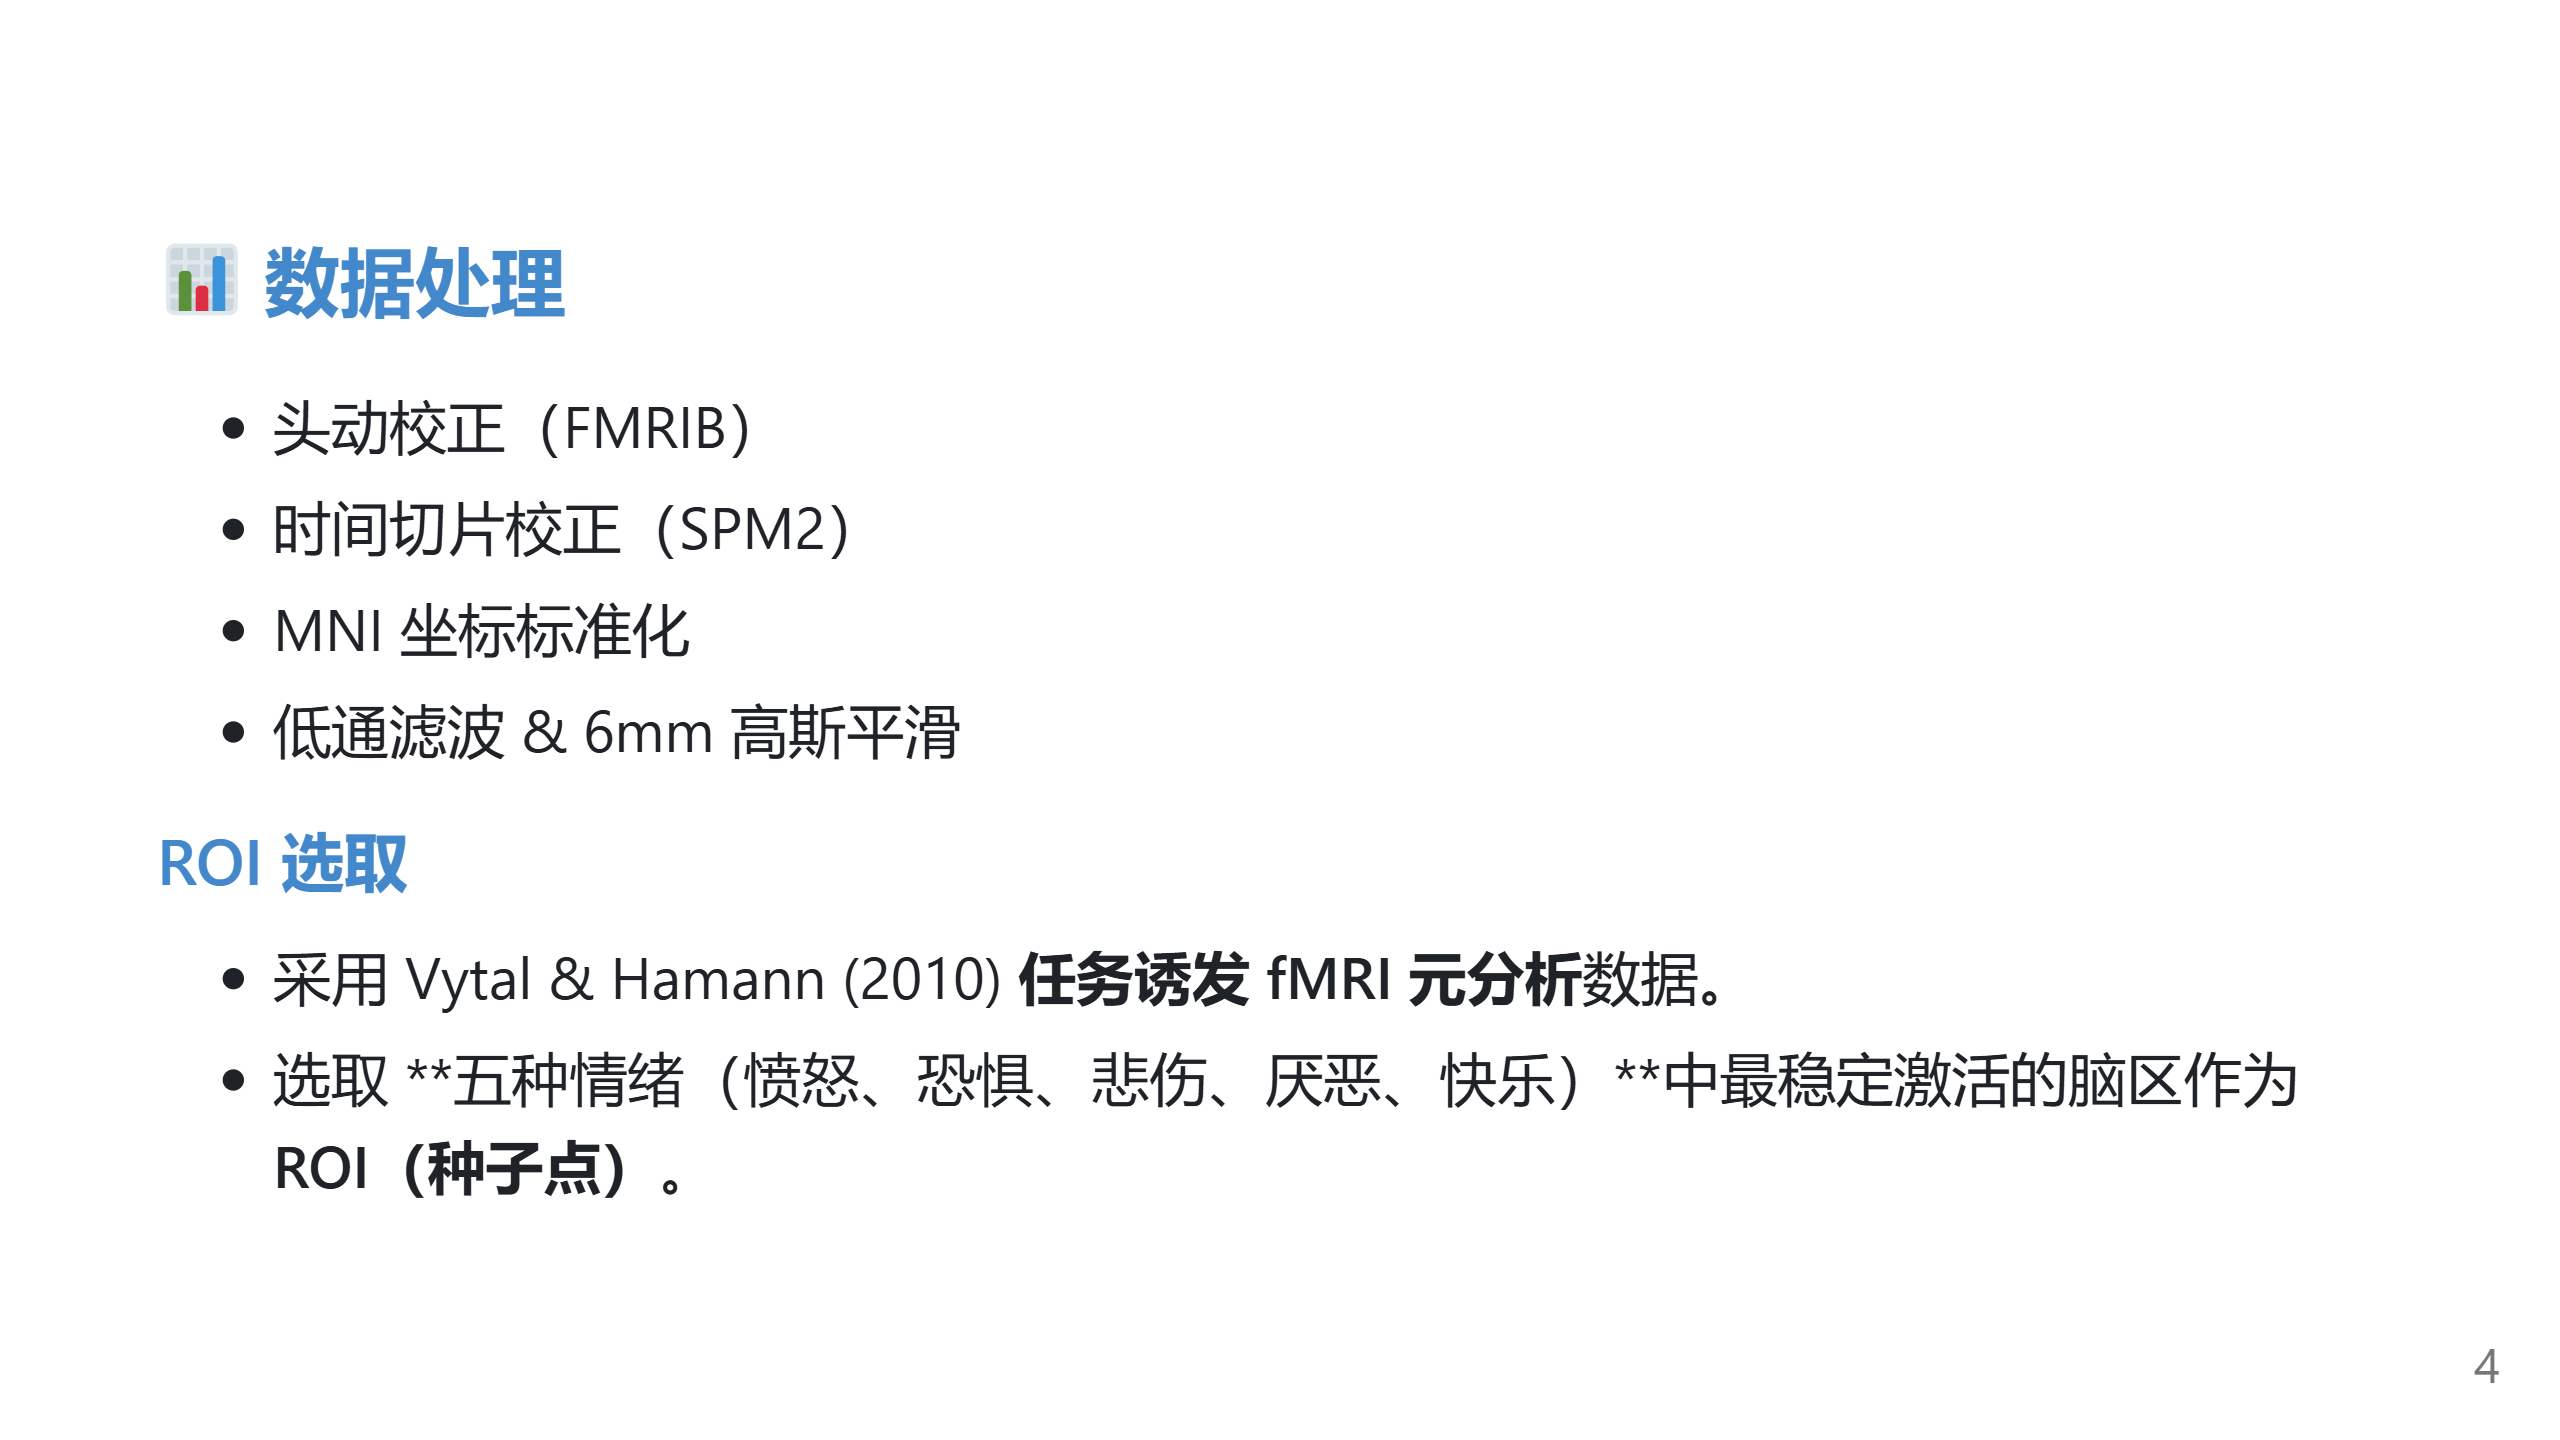 数据处理
• 头动校正（FMRIB）
• 时间切片校正（SPM2）
• MNI 坐标标准化
• 低通滤波 & 6mm 高斯平滑
ROI 选取
• 采用 Vytal & Hamann (2010) 任务诱发 fMRI 元分析数据。
• 选取 **五种情绪（愤怒、恐惧、悲伤、厌恶、快乐）**中最稳定激活的脑区作为
ROI（种子点）。
4